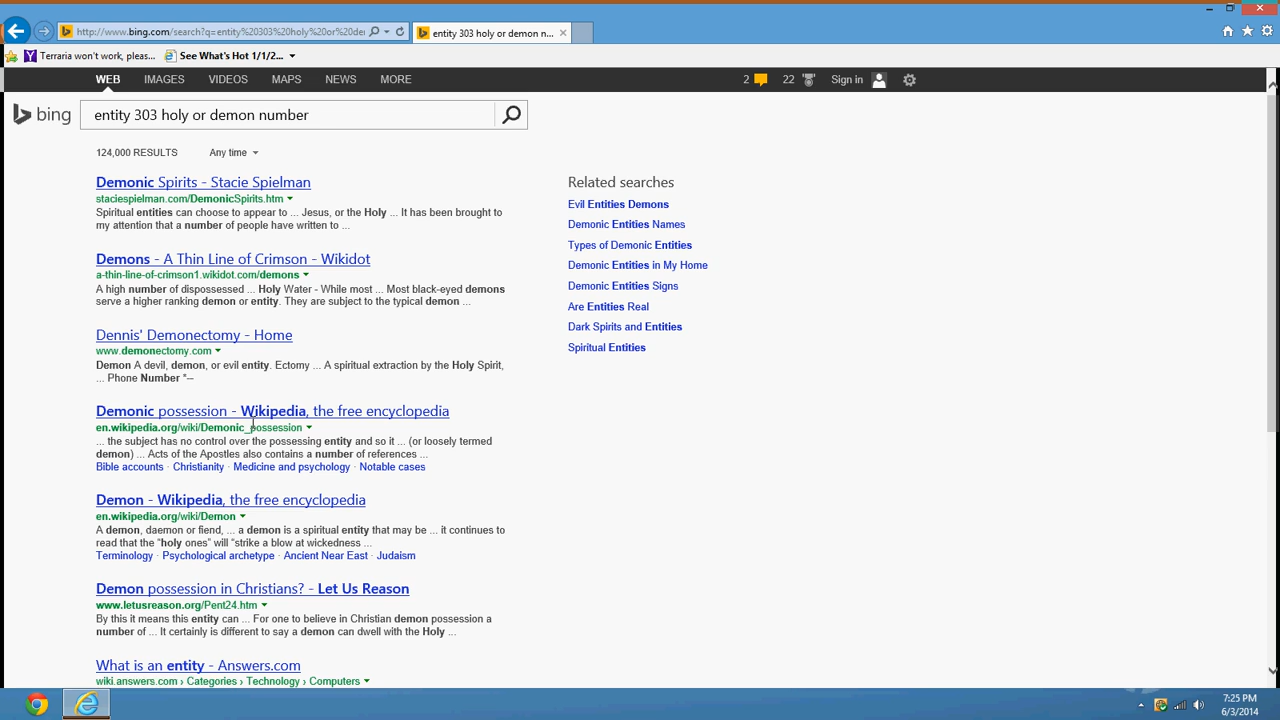 http://www.bing.com/search?q=entity%20303%20holy%20or%20de
entity 303 holy or demon n...
Terraria won't work, pleas...
See What's Hot 1/1/2...
WEB IMAGES VIDEOS MAPS NEWS MORE 2 22 Sign in
bing
entity 303 holy or demon number
124,000 RESULTS Any time
Demonic Spirits - Stacie Spielman
staciespielman.com/DemonicSpirits.htm
Spiritual entities can choose to appear to ... Jesus, or the Holy ... It has been brought to
my attention that a number of people have written to ...
Demons - A Thin Line of Crimson - Wikidot
a-thin-line-of-crimson1.wikidot.com/demons
A high number of dispossessed ... Holy Water - While most ... Most black-eyed demons
serve a higher ranking demon or entity. They are subject to the typical demon ...
Dennis' Demonectomy - Home
www.demonectomy.com
Demon A devil, demon, or evil entity. Ectomy ... A spiritual extraction by the Holy Spirit,
... Phone Number *--
Demonic possession - Wikipedia, the free encyclopedia
en.wikipedia.org/wiki/Demonic_possession
... the subject has no control over the possessing entity and so it ... (or loosely termed
demon) ... Acts of the Apostles also contains a number of references ...
Bible accounts · Christianity · Medicine and psychology · Notable cases
Demon - Wikipedia, the free encyclopedia
en.wikipedia.org/wiki/Demon
A demon, daemon or fiend, ... a demon is a spiritual entity that may be ... it continues to
read that the “holy ones” will “strike a blow at wickedness ...
Terminology · Psychological archetype · Ancient Near East · Judaism
Demon possession in Christians? - Let Us Reason
www.letusreason.org/Pent24.htm
By this it means this entity can ... For one to believe in Christian demon possession a
number of ... It certainly is different to say a demon can dwell with the Holy ...
What is an entity - Answers.com
wiki.answers.com › Categories › Technology › Computers
Related searches
Evil Entities Demons
Demonic Entities Names
Types of Demonic Entities
Demonic Entities in My Home
Demonic Entities Signs
Are Entities Real
Dark Spirits and Entities
Spiritual Entities
7:25 PM
6/3/2014